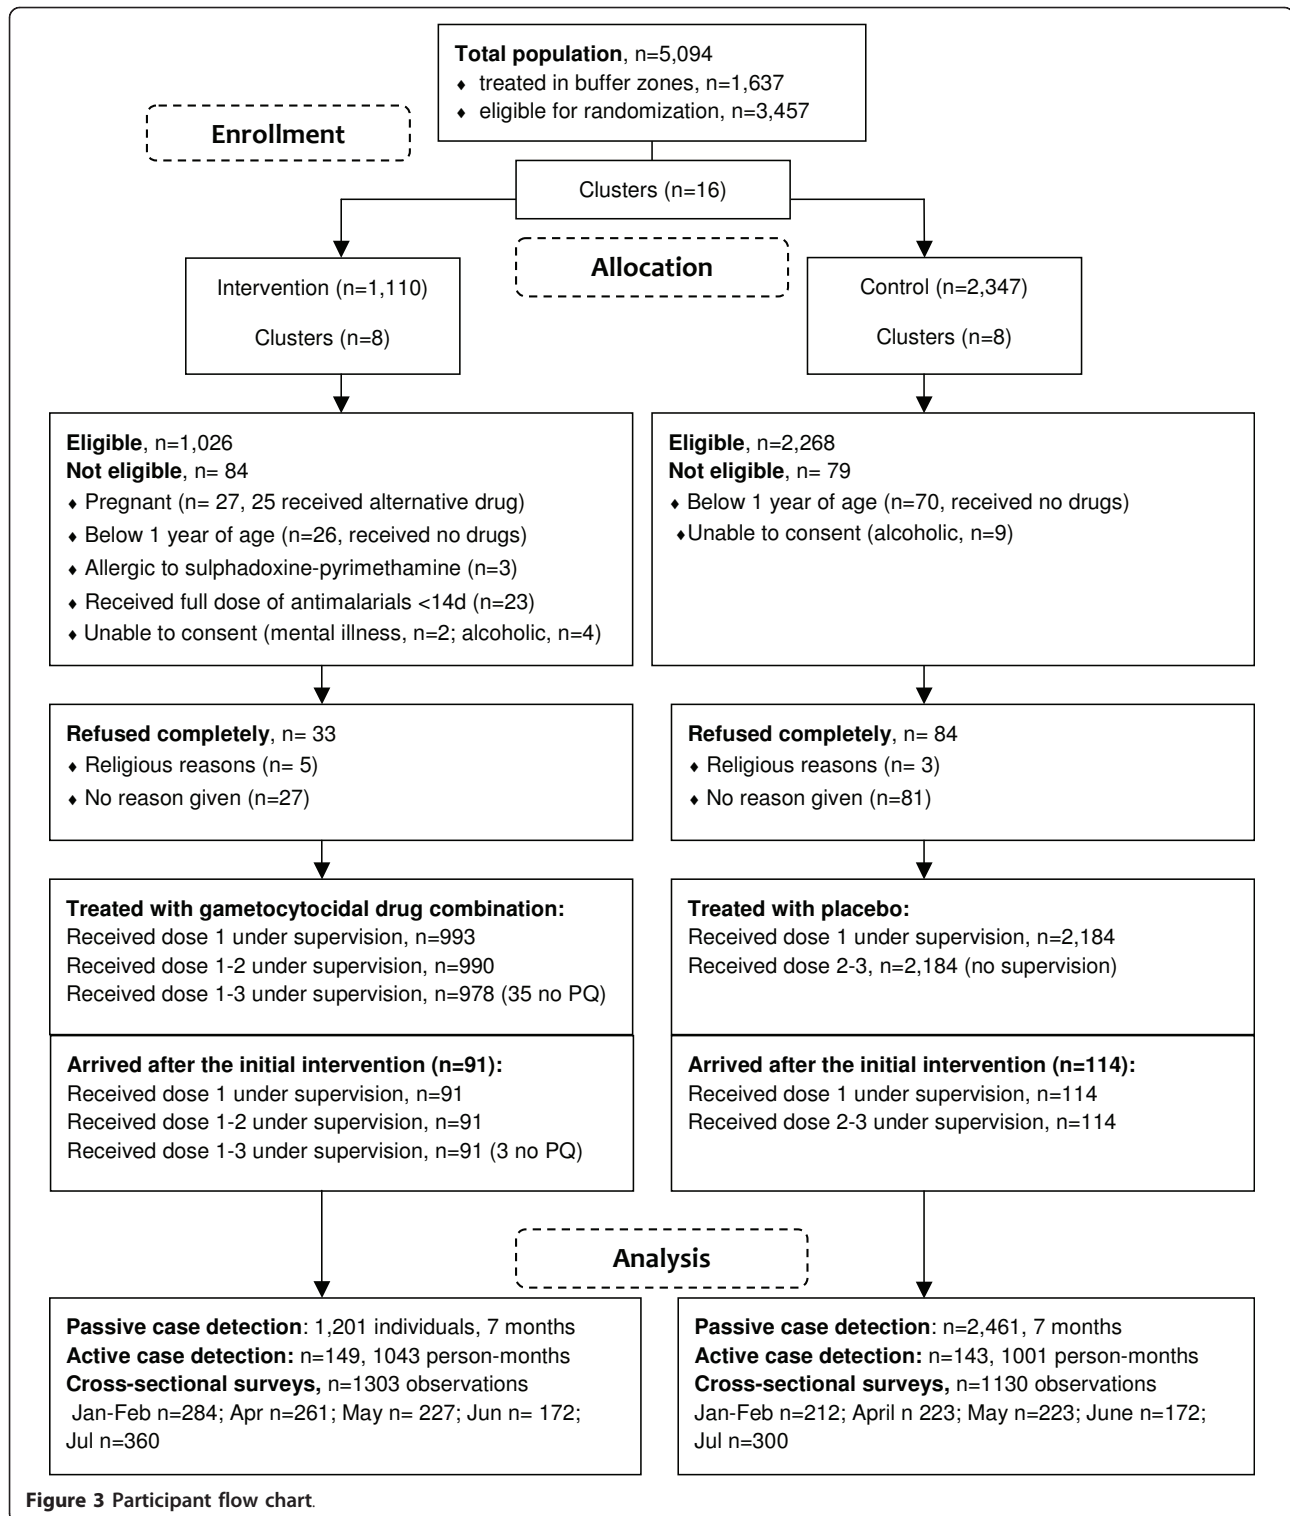 Total population, n=5,094
♦ treated in buffer zones, n=1,637
♦ eligible for randomization, n=3,457
Enrollment
Clusters (n=16)
Allocation
Intervention (n=1,110)
Clusters (n=8)
Control (n=2,347)
Clusters (n=8)
Eligible, n=1,026
Not eligible, n= 84
♦ Pregnant (n= 27, 25 received alternative drug)
♦ Below 1 year of age (n=26, received no drugs)
♦ Allergic to sulphadoxine-pyrimethamine (n=3)
♦ Received full dose of antimalarials <14d (n=23)
♦ Unable to consent (mental illness, n=2; alcoholic, n=4)
Eligible, n=2,268
Not eligible, n= 79
♦ Below 1 year of age (n=70, received no drugs)
♦Unable to consent (alcoholic, n=9)
Refused completely, n= 33
♦ Religious reasons (n= 5)
♦ No reason given (n=27)
Refused completely, n= 84
♦ Religious reasons (n= 3)
♦ No reason given (n=81)
Treated with gametocytocidal drug combination:
Received dose 1 under supervision, n=993
Received dose 1-2 under supervision, n=990
Received dose 1-3 under supervision, n=978 (35 no PQ)
Treated with placebo:
Received dose 1 under supervision, n=2,184
Received dose 2-3, n=2,184 (no supervision)
Arrived after the initial intervention (n=91):
Received dose 1 under supervision, n=91
Received dose 1-2 under supervision, n=91
Received dose 1-3 under supervision, n=91 (3 no PQ)
Arrived after the initial intervention (n=114):
Received dose 1 under supervision, n=114
Received dose 2-3 under supervision, n=114
Analysis
Passive case detection: 1,201 individuals, 7 months
Active case detection: n=149, 1043 person-months
Cross-sectional surveys, n=1303 observations
Jan-Feb n=284; Apr n=261; May n= 227; Jun n= 172;
Jul n=360
Passive case detection: n=2,461, 7 months
Active case detection: n=143, 1001 person-months
Cross-sectional surveys, n=1130 observations
Jan-Feb n=212; April n 223; May n=223; June n=172;
Jul n=300
Figure 3 Participant flow chart.